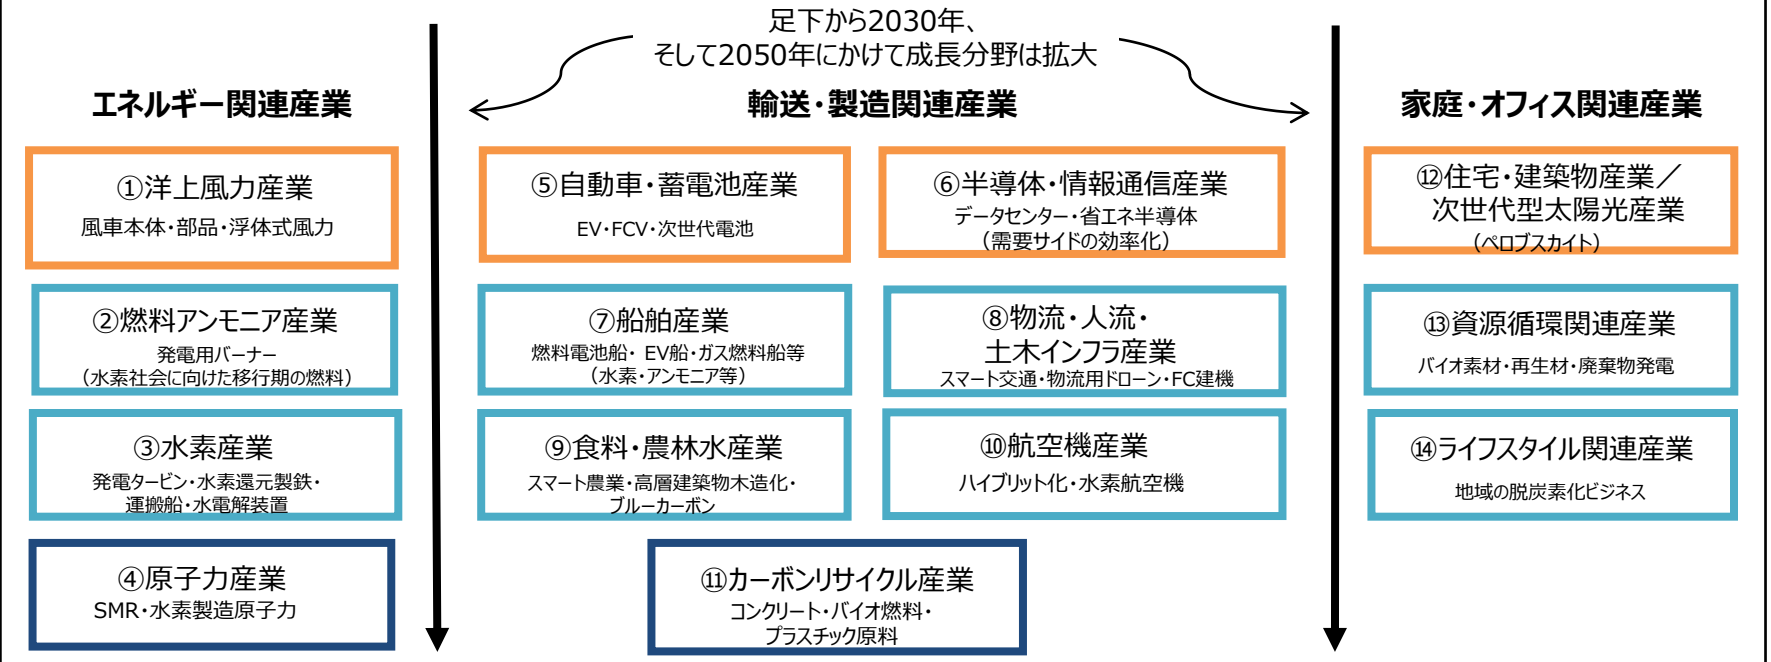 足下から2030年、
そして2050年にかけて成長分野は拡大
エネルギー関連産業
輸送・製造関連産業
家庭・オフィス関連産業
①洋上風力産業
風車本体・部品・浮体式風力
②燃料アンモニア産業
発電用バーナー
（水素社会に向けた移行期の燃料）
③水素産業
発電タービン・水素還元製鉄・
運搬船・水電解装置
④原子力産業
SMR・水素製造原子力
⑤自動車・蓄電池産業
EV・FCV・次世代電池
⑥半導体・情報通信産業
データセンター・省エネ半導体
（需要サイドの効率化）
⑦船舶産業
燃料電池船・ EV船・ガス燃料船等
（水素・アンモニア等）
⑧物流・人流・
土木インフラ産業
スマート交通・物流用ドローン・FC建機
⑨食料・農林水産業
スマート農業・高層建築物木造化・
ブルーカーボン
⑩航空機産業
ハイブリット化・水素航空機
⑪カーボンリサイクル産業
コンクリート・バイオ燃料・
プラスチック原料
⑫住宅・建築物産業／
次世代型太陽光産業
（ペロブスカイト）
⑬資源循環関連産業
バイオ素材・再生材・廃棄物発電
⑭ライフスタイル関連産業
地域の脱炭素化ビジネス